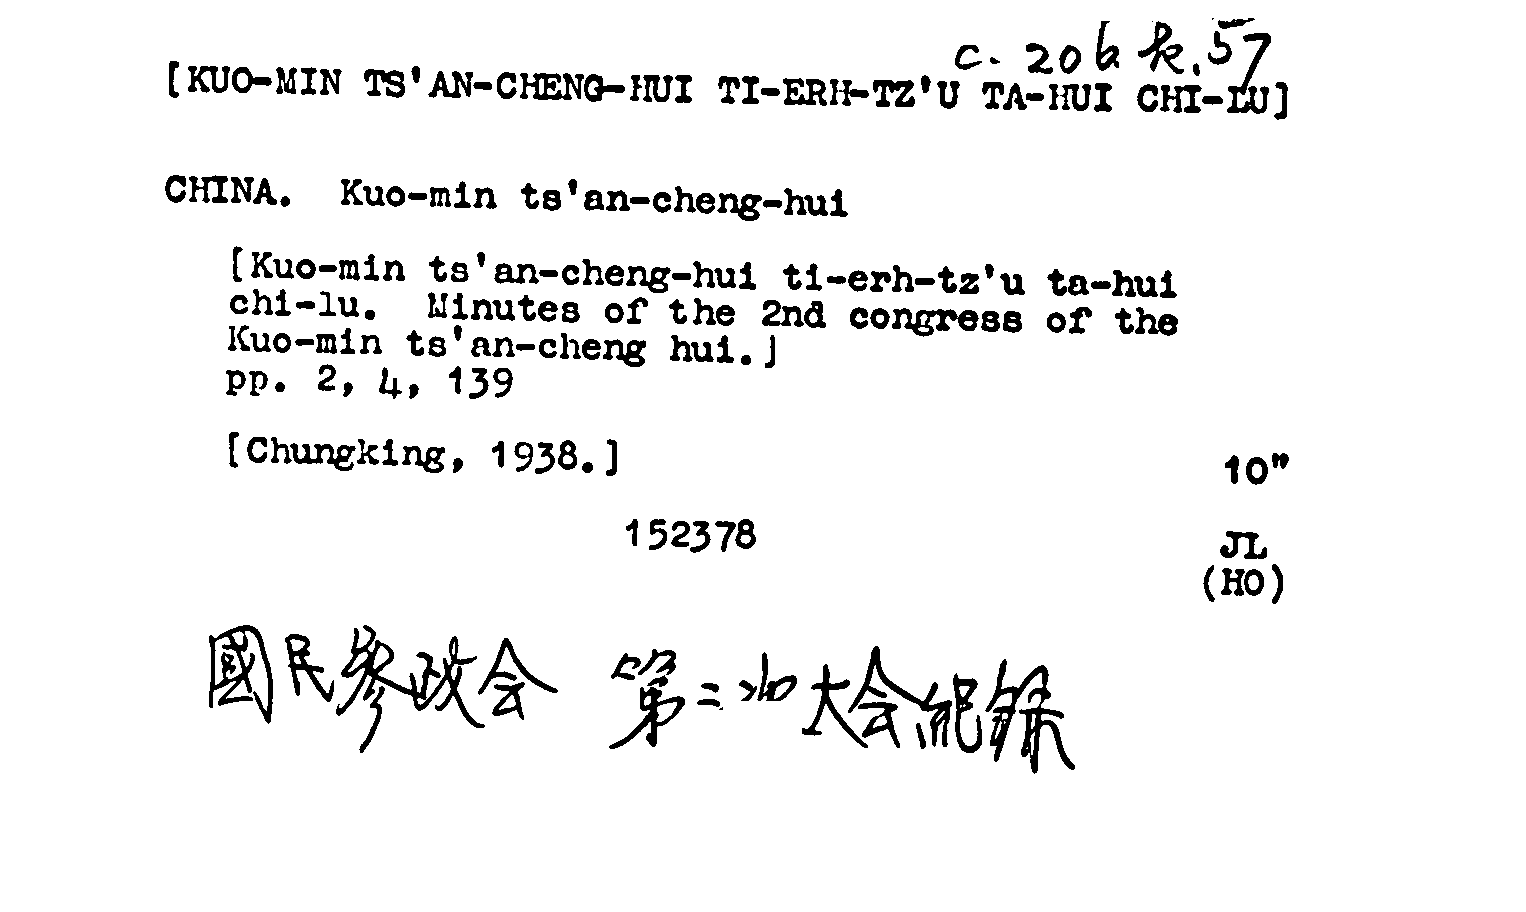 c. 20 b k. 57
[KUO-MIN TS'AN-CHENG-HUI TI-ERH-TZ'U TA-HUI CHI-LU]
CHINA. Kuo-min ts'an-cheng-hui
[Kuo-min ts'an-cheng-hui ti-erh-tz'u ta-hui
chi-lu. Minutes of the 2nd congress of the
Kuo-min ts'an-cheng hui.]
pp. 2, 4, 139
[Chungking, 1938.]
10"
152378
JL
(HO)
國民參政会 第二次大会紀録